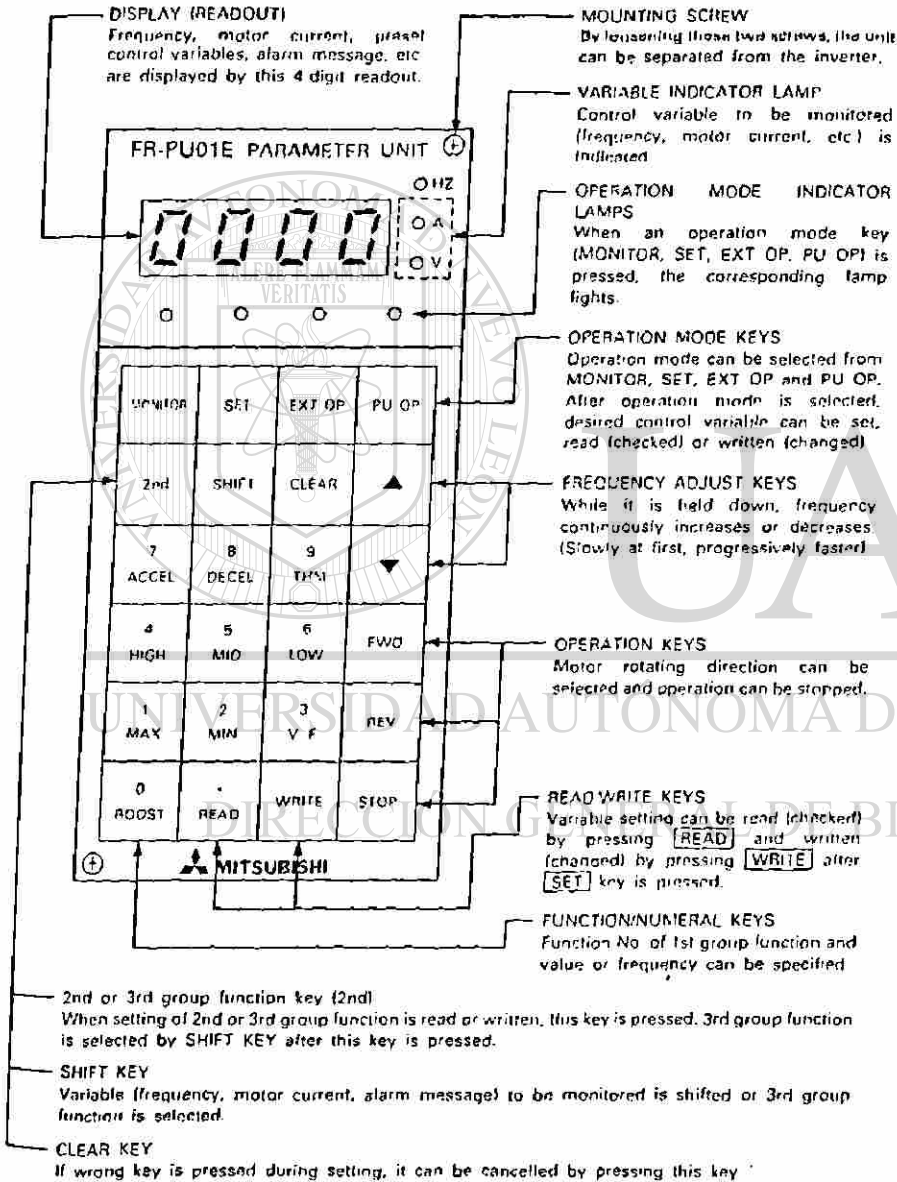 DISPLAY (READOUT)
Frequency, motor current, preset
control variables, alarm message, etc
are displayed by this 4 digit readout.
MOUNTING SCREW
By loosening these two screws, the unit
can be separated from the inverter.
VARIABLE INDICATOR LAMP
Control variable to be monitored
(frequency, motor current, etc) is
indicated
OPERATION MODE INDICATOR
LAMPS
When an operation mode key
(MONITOR, SET, EXT OP, PU OP) is
pressed, the corresponding lamp
lights.
OPERATION MODE KEYS
Operation mode can be selected from
MONITOR, SET, EXT OP and PU OP.
After operation mode is selected,
desired control variable can be set,
read (checked) or written (changed)
FREQUENCY ADJUST KEYS
While it is held down, frequency
continuously increases or decreases
(Slowly at first, progressively faster)
OPERATION KEYS
Motor rotating direction can be
selected and operation can be stopped.
READ/WRITE KEYS
Variable setting can be read (checked)
by pressing READ and written
(changed) by pressing WRITE after
SET key is pressed.
FUNCTION/NUMERAL KEYS
Function No. of 1st group function and
value or frequency can be specified
FR-PU01E PARAMETER UNIT
HZ
0000
A
V
MONITOR SET EXT OP PU OP
2nd SHIFT CLEAR ▲
7 8 9 ▼
ACCEL DECEL THM
4 5 6 FWD
HIGH MID LOW
1 2 3 REV
MAX MIN V F
0 . WRITE STOP
BOOST READ
MITSUBISHI
2nd or 3rd group function key (2nd)
When setting of 2nd or 3rd group function is read or written, this key is pressed. 3rd group function
is selected by SHIFT KEY after this key is pressed.
SHIFT KEY
Variable (frequency, motor current, alarm message) to be monitored is shifted or 3rd group
function is selected.
CLEAR KEY
If wrong key is pressed during setting, it can be cancelled by pressing this key
UNIVERSIDAD AUTÓNOMA D
DIRECCIÓN GENERAL DE BI
UA
ALERE FLAMMAM
VERITATIS
UNIVERSIDAD AUTONOMA DE NUEVO LEON